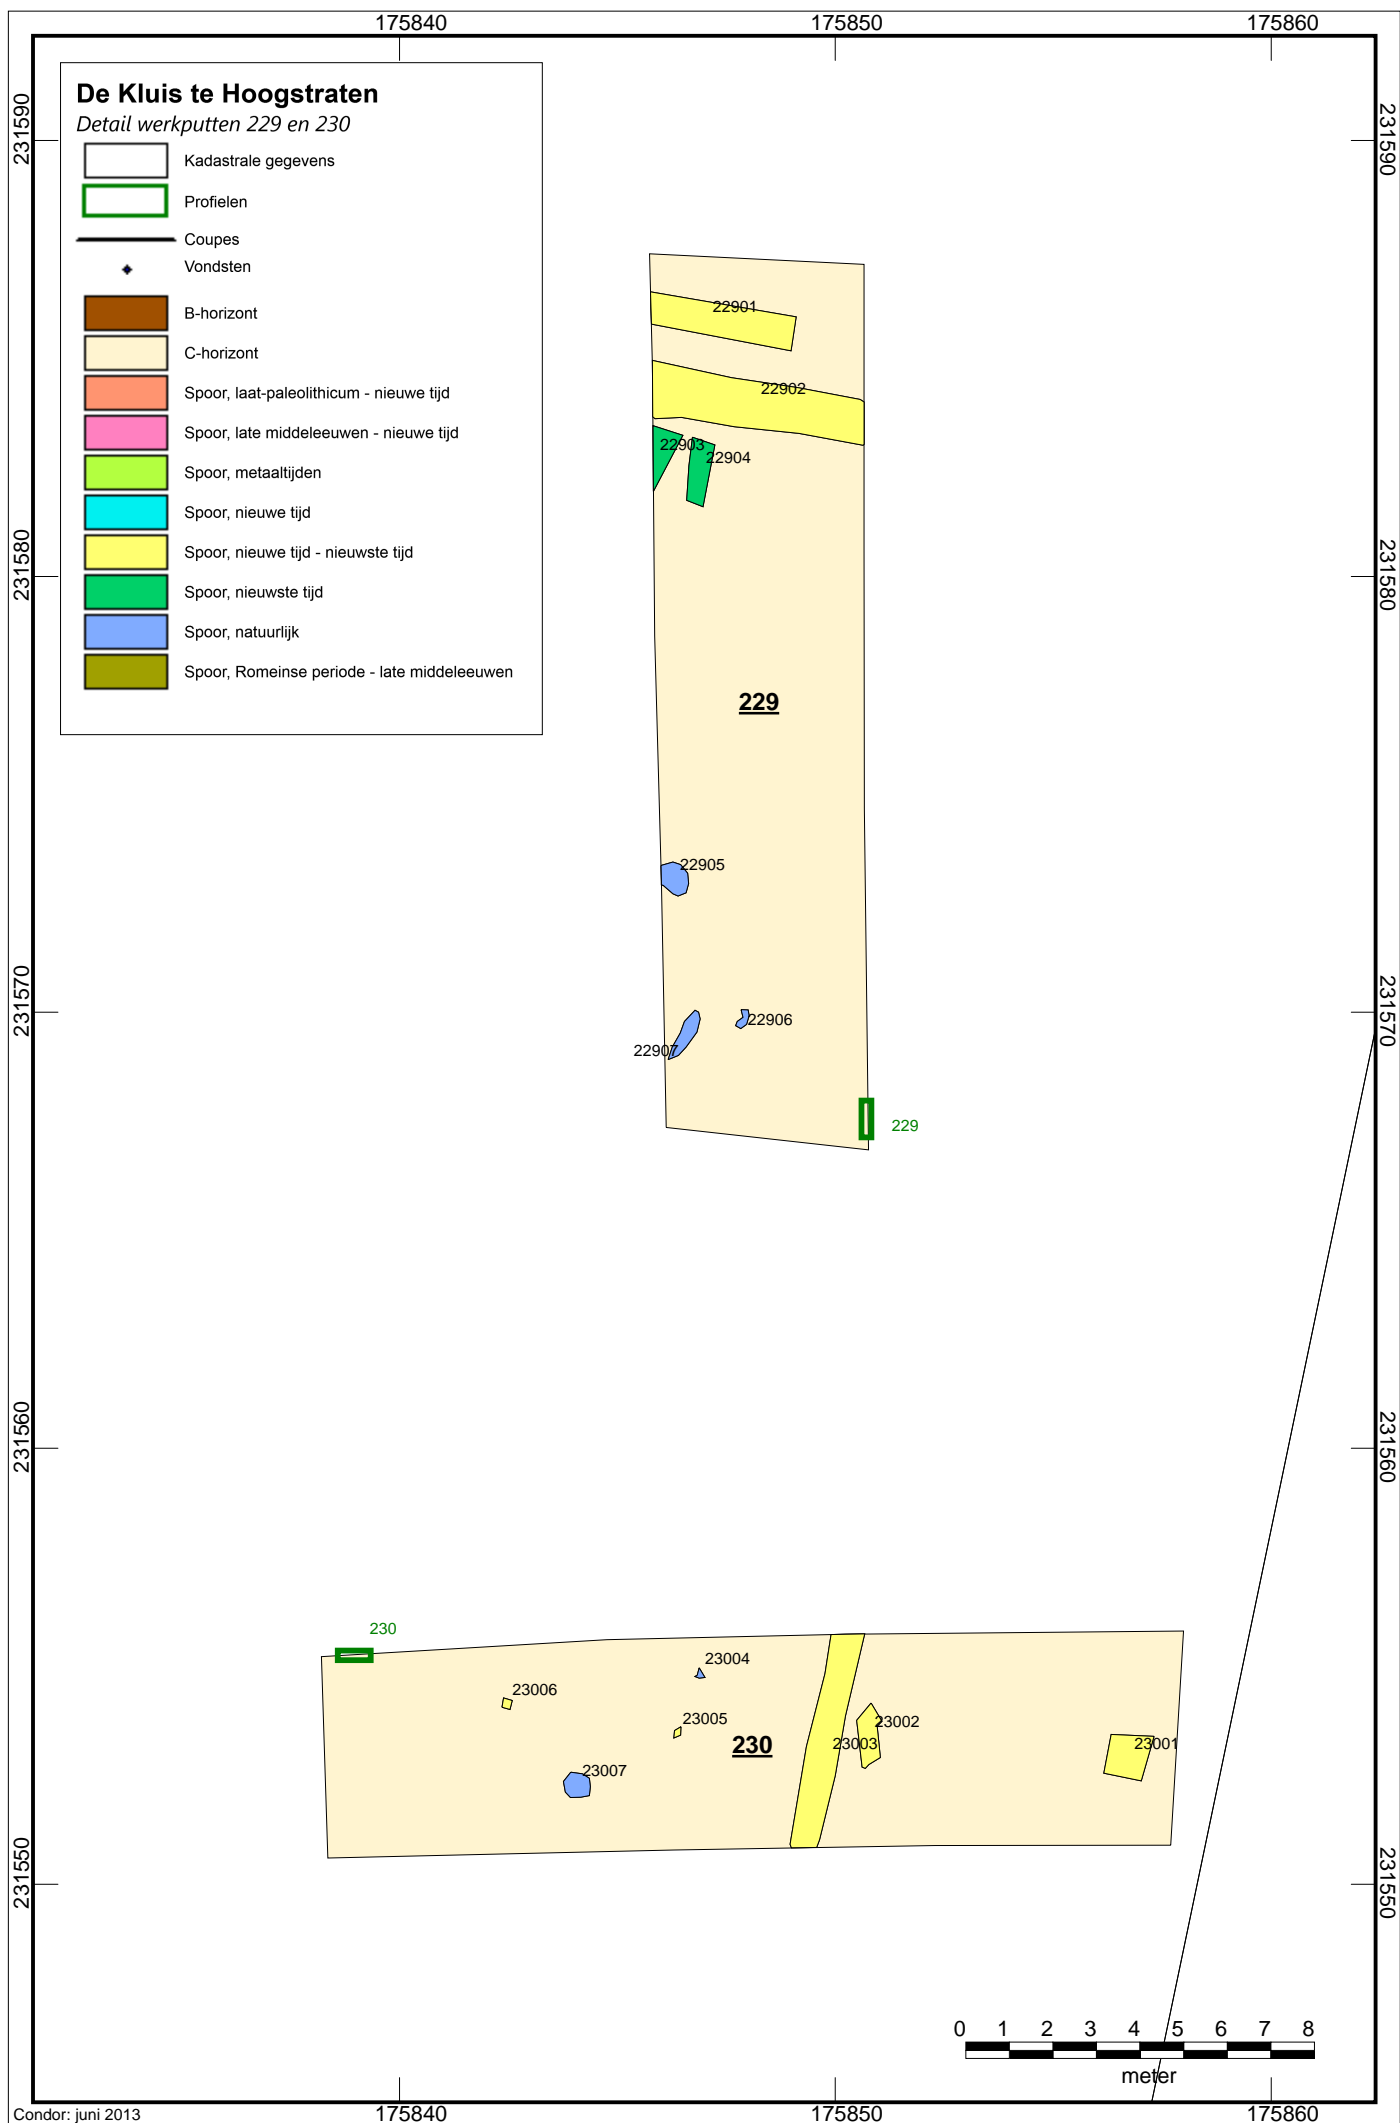 175840
175850
175860
De Kluis te Hoogstraten
Detail werkputten 229 en 230
Kadastrale gegevens
Profielen
Coupes
Vondsten
B-horizont
C-horizont
Spoor, laat-paleolithicum - nieuwe tijd
Spoor, late middeleeuwen - nieuwe tijd
Spoor, metaaltijden
Spoor, nieuwe tijd
Spoor, nieuwe tijd - nieuwste tijd
Spoor, nieuwste tijd
Spoor, natuurlijk
Spoor, Romeinse periode - late middeleeuwen
231590
231590
22901
22902
22903
22904
231580
231580
229
22905
231570
231570
22906
22907
229
231560
231560
230
23004
23006
23005
23002
230
23003
23001
23007
231550
231550
0 1 2 3 4 5 6 7 8
meter
Condor: juni 2013
175840
175850
175860